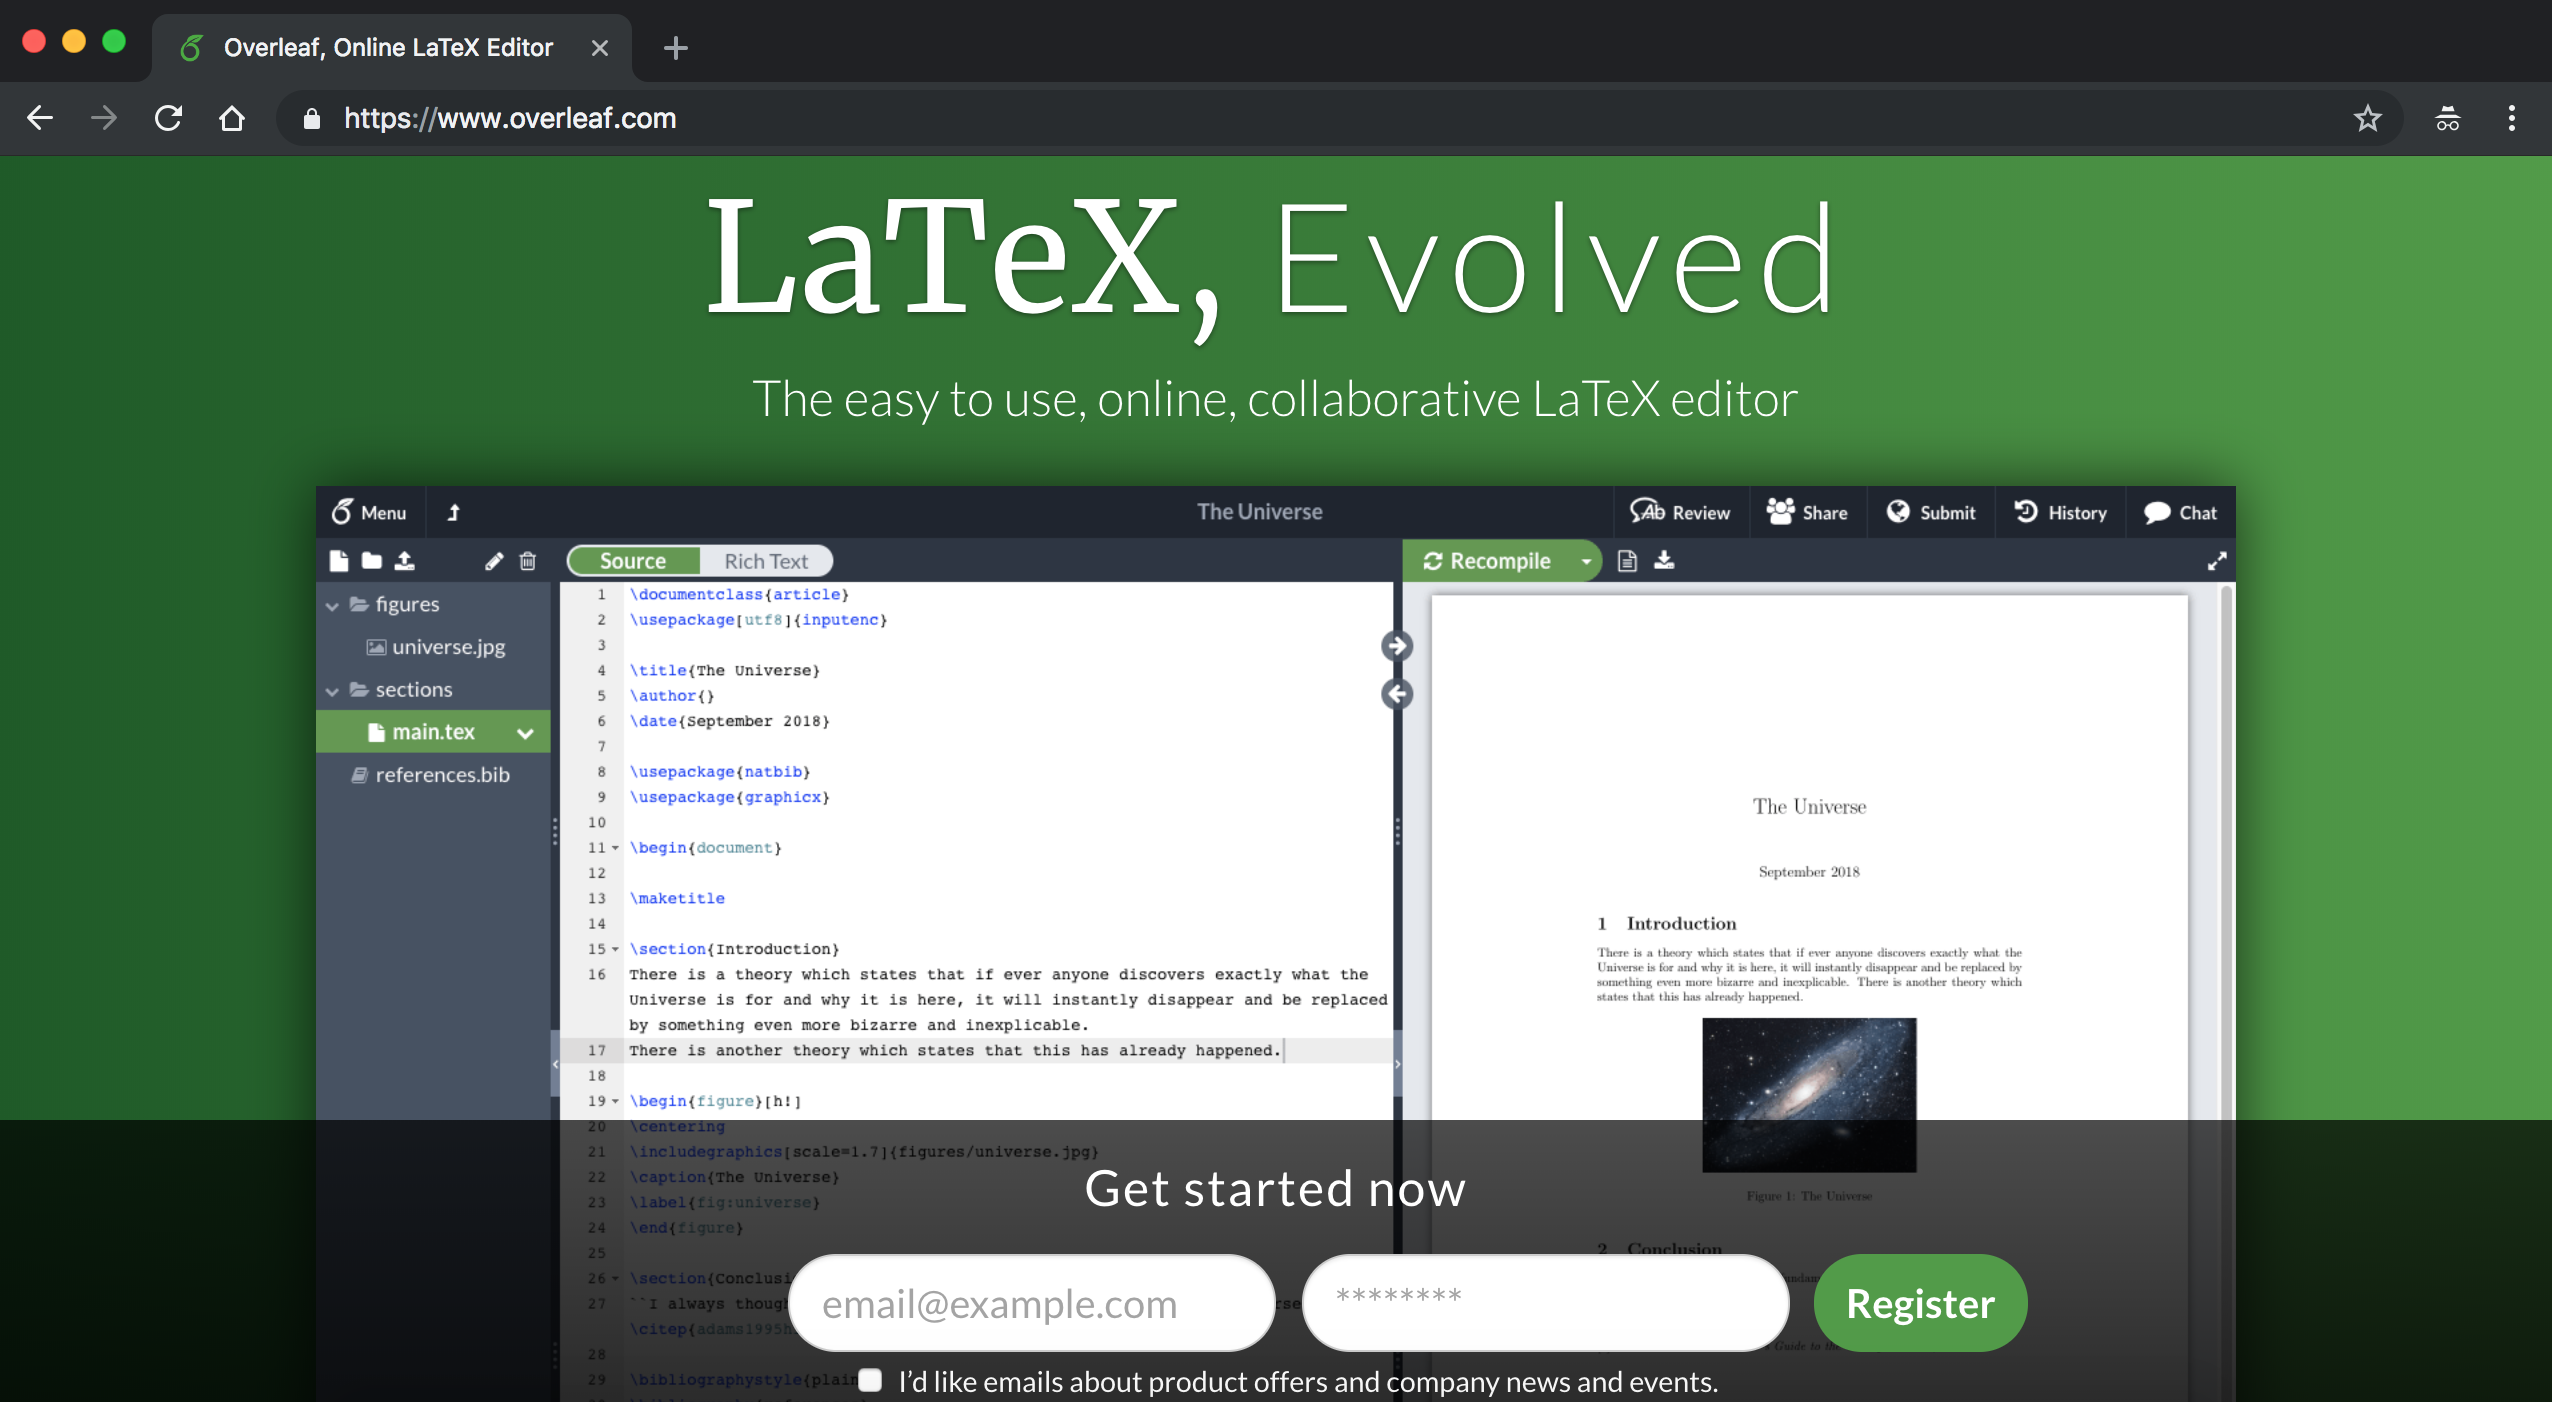 Overleaf, Online LaTeX Editor
https://www.overleaf.com
LaTeX, Evolved
The easy to use, online, collaborative LaTeX editor
Menu
The Universe
Review
Share
Submit
History
Chat
Source
Rich Text
Recompile
figures
universe.jpg
sections
main.tex
references.bib
1 \documentclass{article}
2 \usepackage[utf8]{inputenc}
3
4 \title{The Universe}
5 \author{}
6 \date{September 2018}
7
8 \usepackage{natbib}
9 \usepackage{graphicx}
10
11 \begin{document}
12
13 \maketitle
14
15 \section{Introduction}
16 There is a theory which states that if ever anyone discovers exactly what the
Universe is for and why it is here, it will instantly disappear and be replaced
by something even more bizarre and inexplicable.
17 There is another theory which states that this has already happened.
18
19 \begin{figure}[h!]
20 \centering
21 \includegraphics[scale=1.7]{figures/universe.jpg}
22 \caption{The Universe}
23 \label{fig:universe}
24 \end{figure}
25
26 \section{Conclusi
27 ``I always though
\citep{adams1995h
28
29 \bibliographystyle{plain
The Universe
September 2018
1 Introduction
There is a theory which states that if ever anyone discovers exactly what the
Universe is for and why it is here, it will instantly disappear and be replaced by
something even more bizarre and inexplicable. There is another theory which
states that this has already happened.
Figure 1: The Universe
2 Conclusion
Guide to the
Get started now
email@example.com
********
Register
I'd like emails about product offers and company news and events.